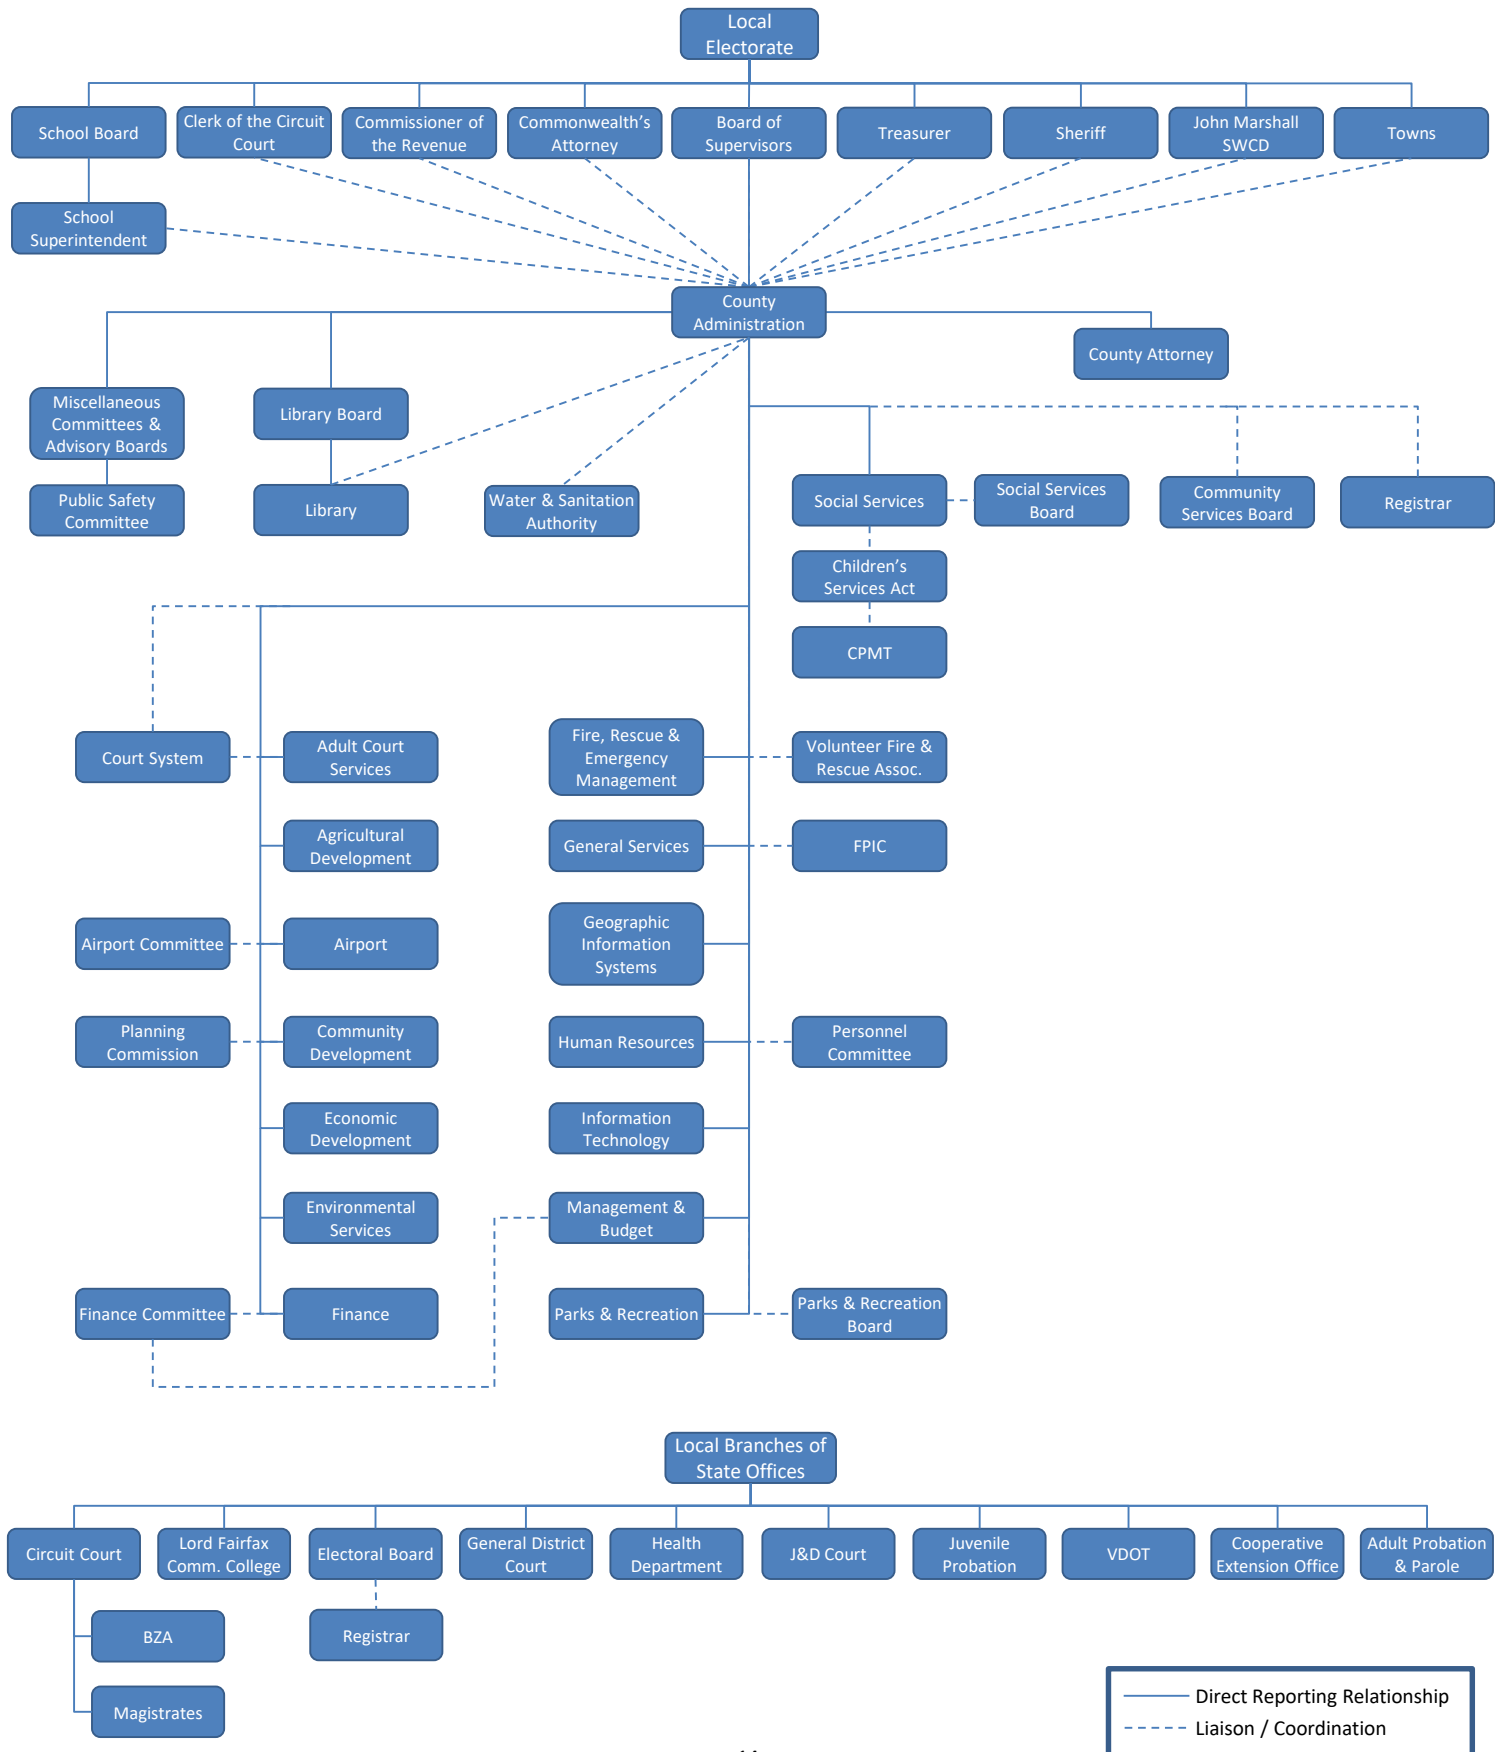 Local
Electorate
School Board
Clerk of the Circuit
Court
Commissioner of
the Revenue
Commonwealth’s
Attorney
Board of
Supervisors
Treasurer
Sheriff
John Marshall
SWCD
Towns
School
Superintendent
County
Administration
County Attorney
Miscellaneous
Committees &
Advisory Boards
Library Board
Public Safety
Committee
Library
Water & Sanitation
Authority
Social Services
Social Services
Board
Community
Services Board
Registrar
Children’s
Services Act
CPMT
Court System
Adult Court
Services
Fire, Rescue &
Emergency
Management
Volunteer Fire &
Rescue Assoc.
Agricultural
Development
General Services
FPIC
Airport Committee
Airport
Geographic
Information
Systems
Planning
Commission
Community
Development
Human Resources
Personnel
Committee
Economic
Development
Information
Technology
Environmental
Services
Management &
Budget
Finance Committee
Finance
Parks & Recreation
Parks & Recreation
Board
Local Branches of
State Offices
Circuit Court
Lord Fairfax
Comm. College
Electoral Board
General District
Court
Health
Department
J&D Court
Juvenile
Probation
VDOT
Cooperative
Extension Office
Adult Probation
& Parole
BZA
Registrar
Magistrates
Direct Reporting Relationship
Liaison / Coordination